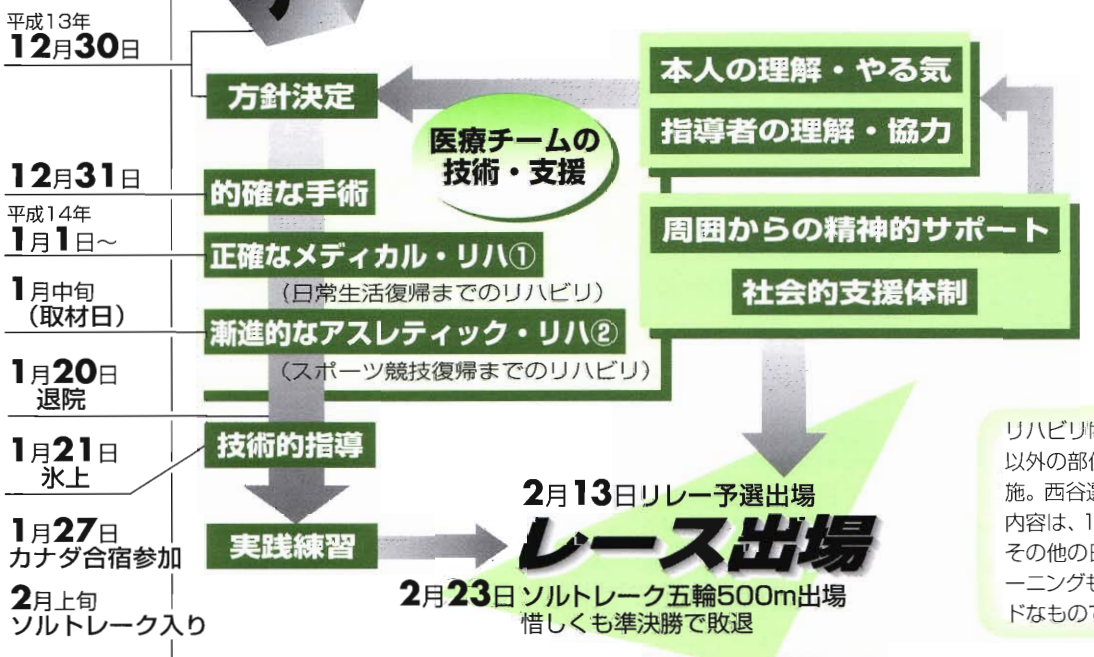 平成13年
12月30日
12月31日
平成14年
1月1日〜
1月中旬
(取材日)
1月20日
退院
1月21日
氷上
1月27日
カナダ合宿参加
2月上旬
ソルトレーク入り
方針決定
的確な手術
正確なメディカル・リハ①
(日常生活復帰までのリハビリ)
漸進的なアスレティック・リハ②
(スポーツ競技復帰までのリハビリ)
技術的指導
実践練習
医療チームの
技術・支援
本人の理解・やる気
指導者の理解・協力
周囲からの精神的サポート
社会的支援体制
2月13日リレー予選出場
レース出場
2月23日ソルトレーク五輪500m出場
惜しくも準決勝で敗退
リハビリ
以外の部
施。西谷
内容は、1
その他の
ーニングも
ドなもので